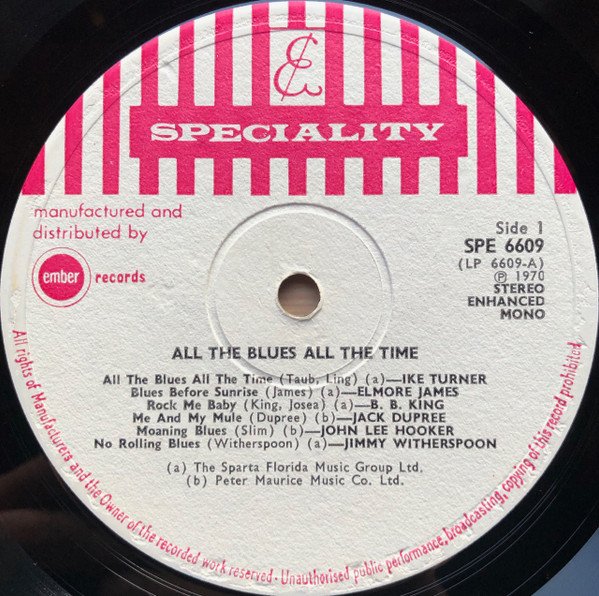 SPECIALITY
manufactured and
distributed by
ember records
Side 1
SPE 6609
(LP 6609-A)
Ⓟ 1970
STEREO
ENHANCED
MONO
ALL THE BLUES ALL THE TIME
All The Blues All The Time (Taub, Ling) (a)—IKE TURNER
Blues Before Sunrise (James) (a)—ELMORE JAMES
Rock Me Baby (King, Josea) (a)—B. B. KING
Me And My Mule (Dupree) (b)—JACK DUPREE
Moaning Blues (Slim) (b)—JOHN LEE HOOKER
No Rolling Blues (Witherspoon) (a)—JIMMY WITHERSPOON
(a) The Sparta Florida Music Group Ltd.
(b) Peter Maurice Music Co. Ltd.
All rights of Manufacturers and the Owner of the recorded work reserved · Unauthorised public performance, broadcasting, copying of this record prohibited